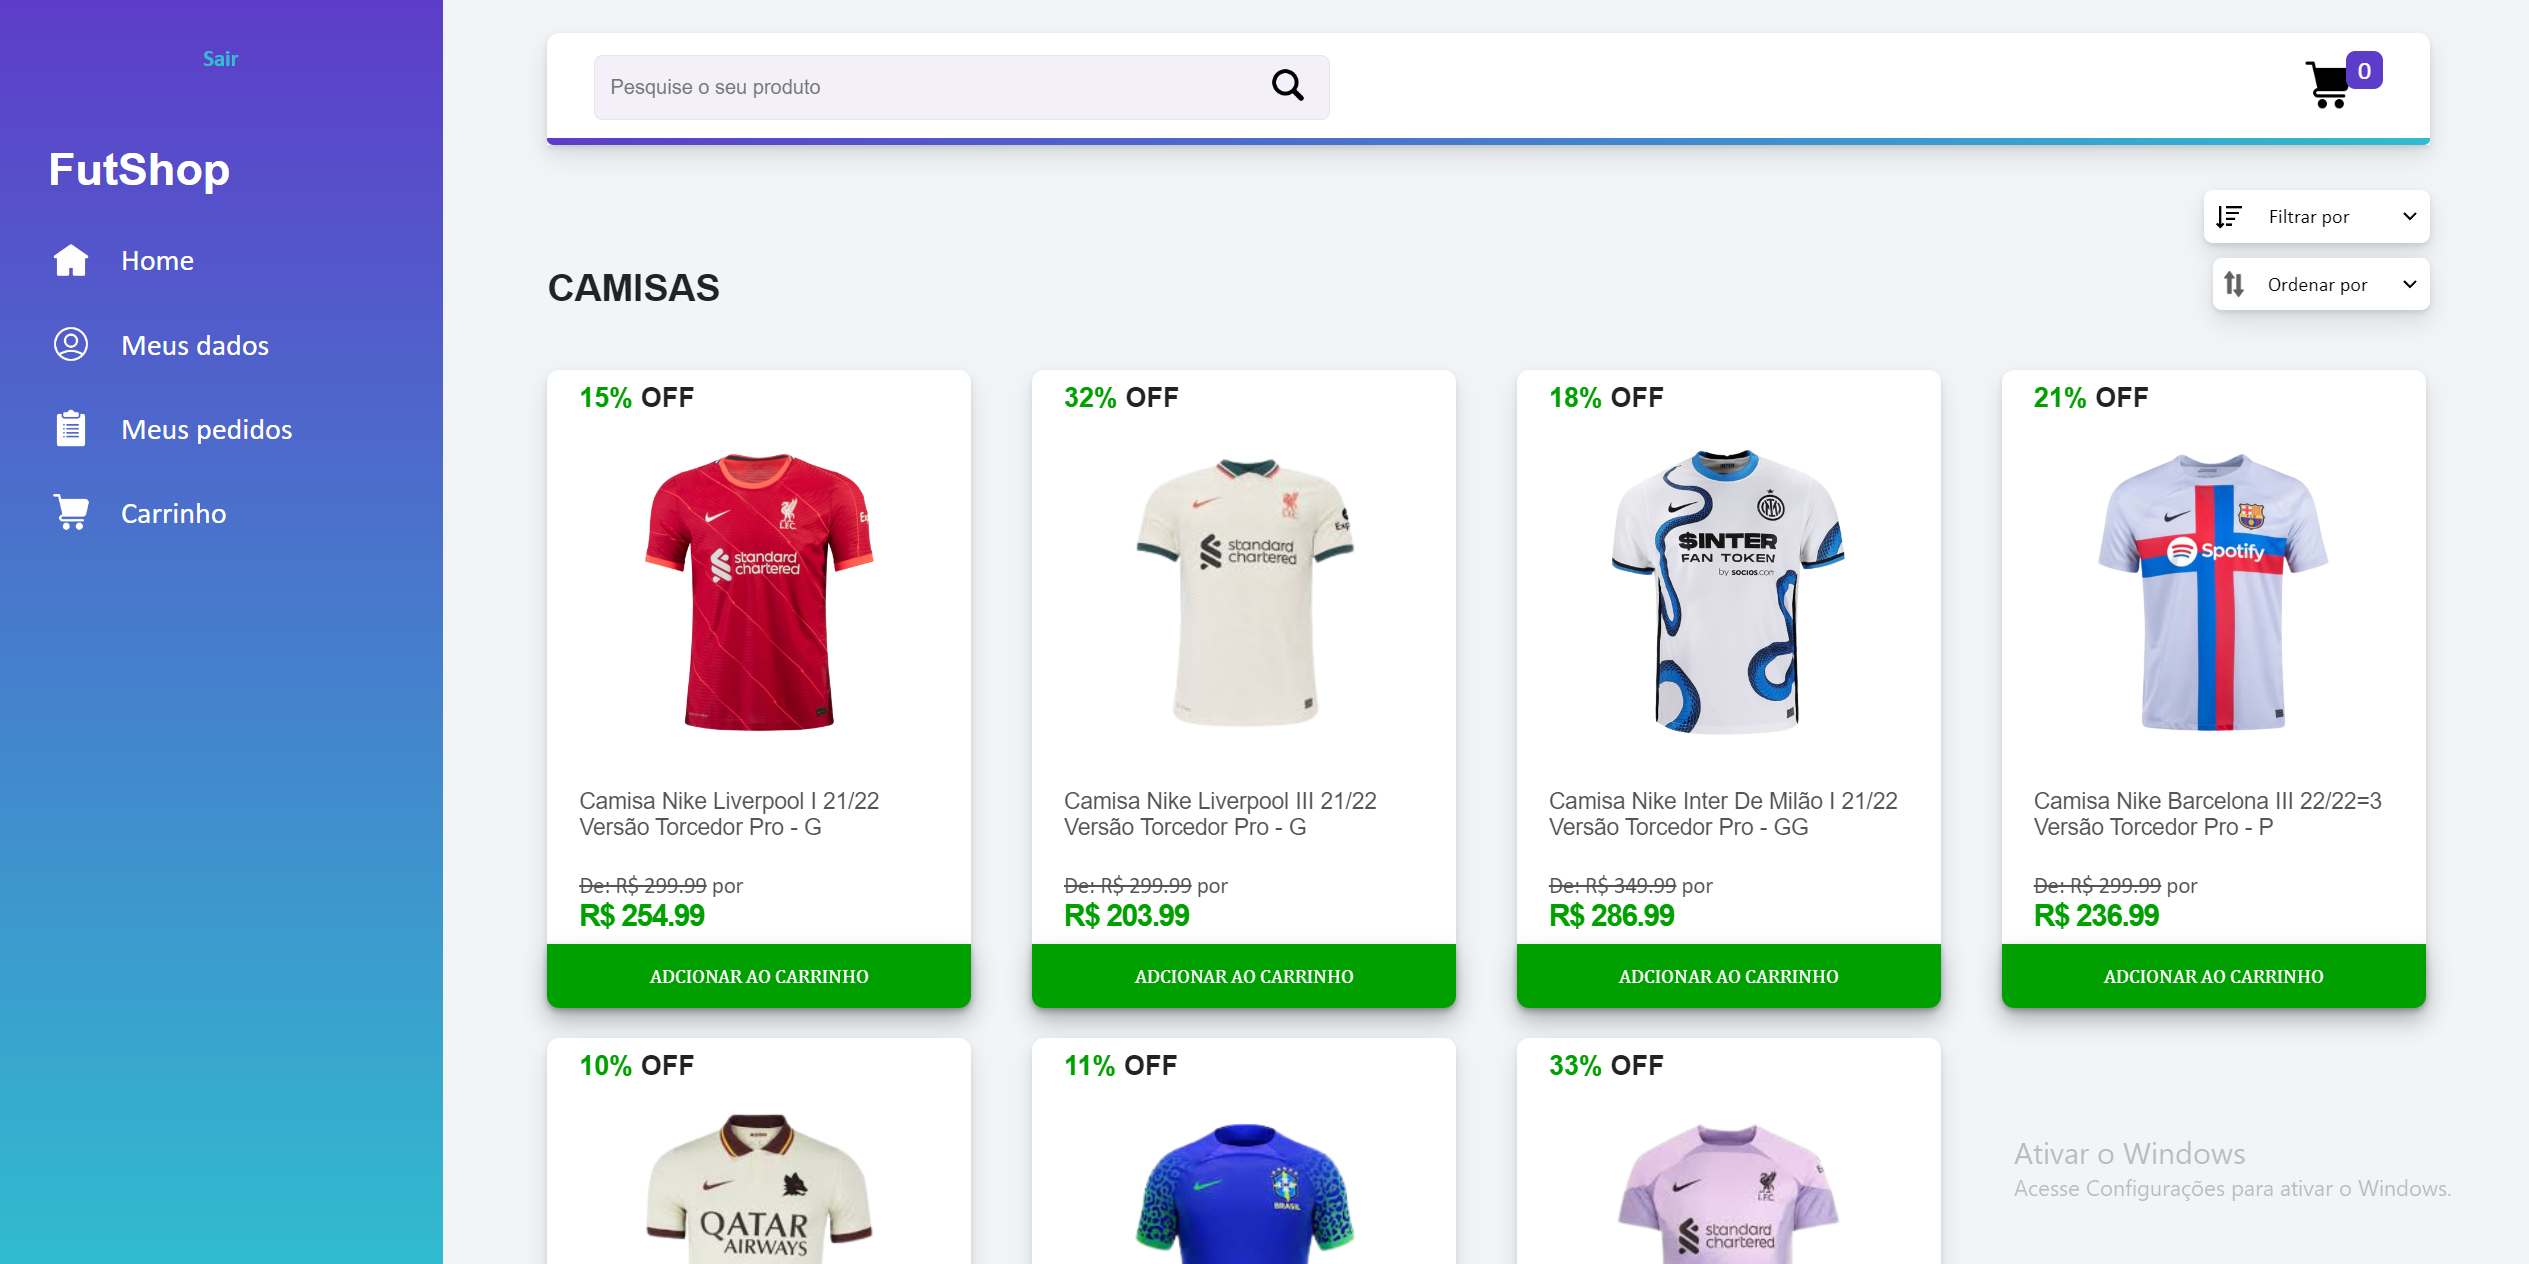 Sair
FutShop
Home
Meus dados
Meus pedidos
Carrinho
Pesquise o seu produto
0
Filtrar por
Ordenar por
CAMISAS
15% OFF
standard
chartered
L.F.C.
Camisa Nike Liverpool I 21/22
Versão Torcedor Pro - G
De: R$ 299.99 por
R$ 254.99
ADCIONAR AO CARRINHO
32% OFF
standard
chartered
Camisa Nike Liverpool III 21/22
Versão Torcedor Pro - G
De: R$ 299.99 por
R$ 203.99
ADCIONAR AO CARRINHO
18% OFF
$INTER
FAN TOKEN
by socios.com
Camisa Nike Inter De Milão I 21/22
Versão Torcedor Pro - GG
De: R$ 349.99 por
R$ 286.99
ADCIONAR AO CARRINHO
21% OFF
Spotify
Camisa Nike Barcelona III 22/22=3
Versão Torcedor Pro - P
De: R$ 299.99 por
R$ 236.99
ADCIONAR AO CARRINHO
10% OFF
QATAR
AIRWAYS
11% OFF
BRASIL
33% OFF
L.F.C.
standard
chartered
Ativar o Windows
Acesse Configurações para ativar o Windows.